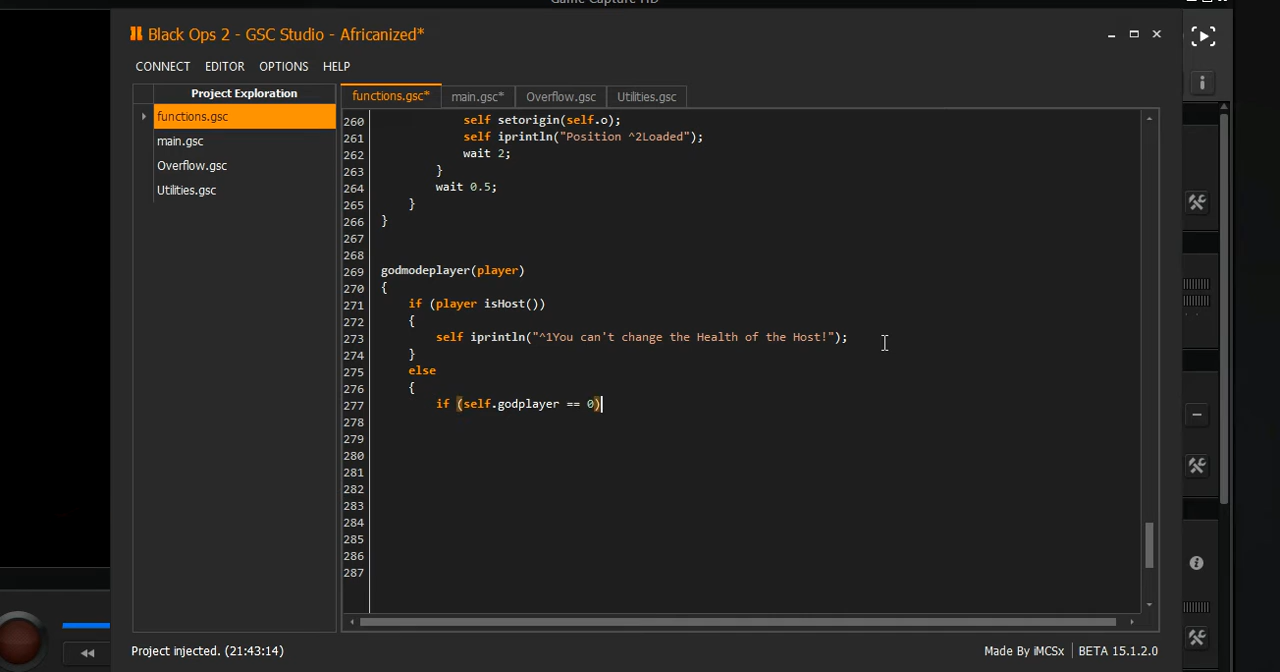 Game Capture HD
Black Ops 2 - GSC Studio - Africanized*
CONNECT EDITOR OPTIONS HELP
Project Exploration
functions.gsc
main.gsc
Overflow.gsc
Utilities.gsc
functions.gsc* main.gsc* Overflow.gsc Utilities.gsc
260 self setorigin(self.o);
261 self iprintln("Position ^2Loaded");
262 wait 2;
263 }
264 wait 0.5;
265 }
266 }
267
268
269 godmodeplayer(player)
270 {
271 if (player isHost())
272 {
273 self iprintln("^1You can't change the Health of the Host!");
274 }
275 else
276 {
277 if (self.godplayer == 0)
278
279
280
281
282
283
284
285
286
287
Project injected. (21:43:14)
Made By iMCSx BETA 15.1.2.0